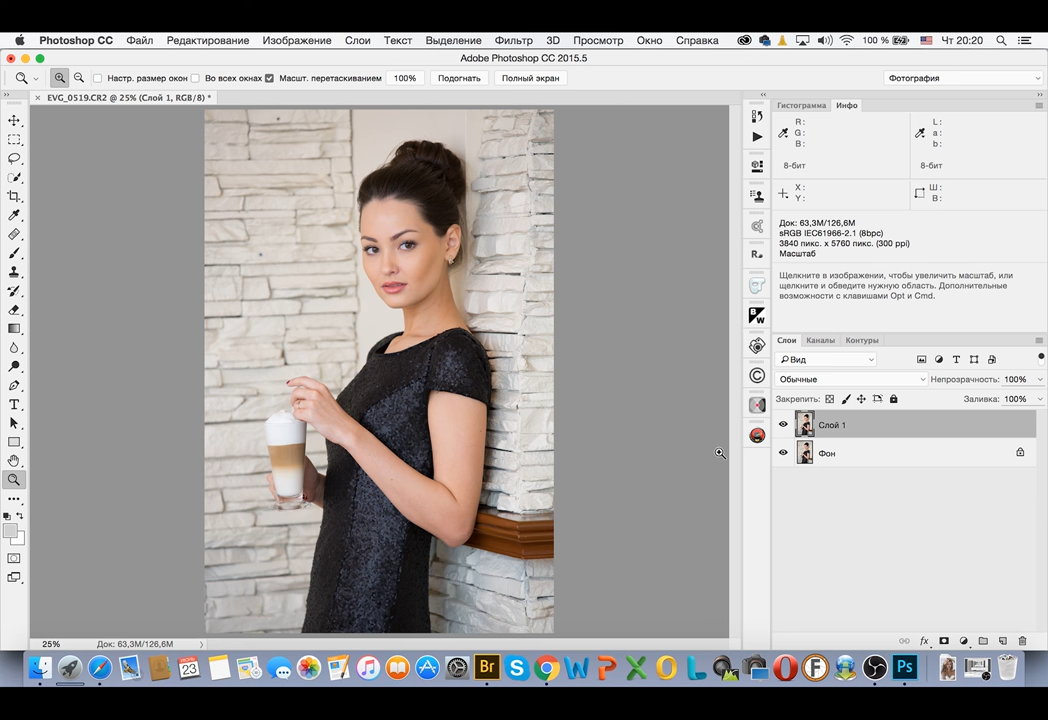 Photoshop CC Файл Редактирование Изображение Слои Текст Выделение Фильтр 3D Просмотр Окно Справка 100 % Чт 20:20
Adobe Photoshop CC 2015.5
Настр. размер окон Во всех окнах Масшт. перетаскиванием 100% Подогнать Полный экран Фотография
EVG_0519.CR2 @ 25% (Слой 1, RGB/8) *
Гистограмма Инфо
R: L:
G: a:
B: b:
8-бит 8-бит
X: Ш:
Y: В:
Док: 63,3M/126,6M
sRGB IEC61966-2.1 (8bpc)
3840 пикс. x 5760 пикс. (300 ppi)
Масштаб
Щелкните в изображении, чтобы увеличить масштаб, или
щелкните и обведите нужную область. Дополнительные
возможности с клавишами Opt и Cmd.
Слои Каналы Контуры
Вид
Обычные Непрозрачность: 100%
Закрепить: Заливка: 100%
Слой 1
Фон
25% Док: 63,3M/126,6M
23
Br
Ps